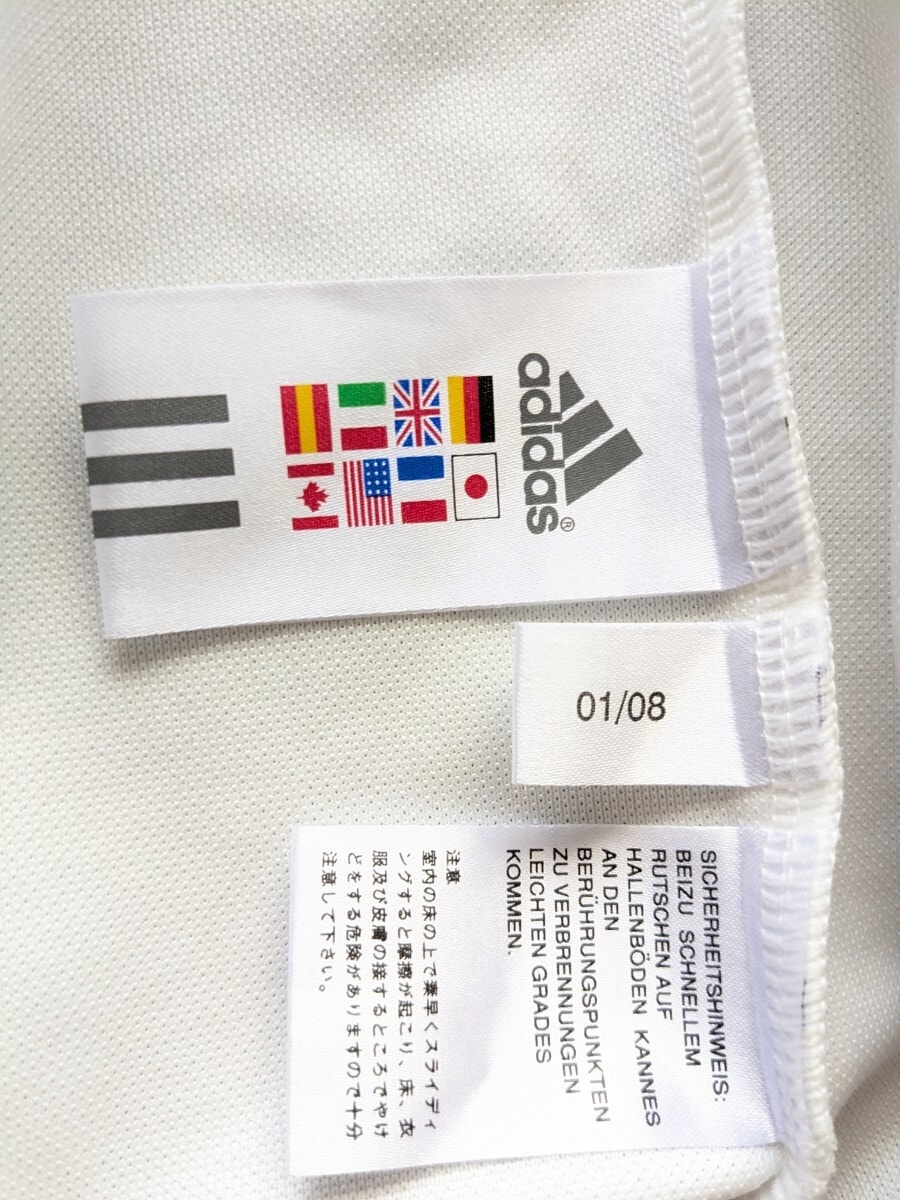 adidas®
01/08
SICHERHEITSHINWEIS:
BEIZU SCHNELLEM
RUTSCHEN AUF
HALLENBÖDEN KANNES
AN DEN
BERÜHRUNGSPUNKTEN
ZU VERBRENNUNGEN
LEICHTEN GRADES
KOMMEN.
注意
室内の床の上で素早くスライディ
ングすると摩擦が起こり、床、衣
服及び皮膚の接するところでやけ
どをする危険がありますので十分
注意して下さい。